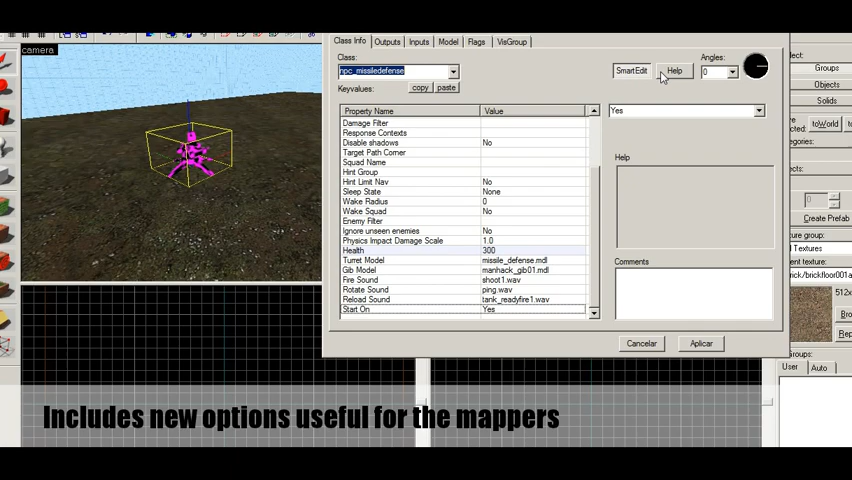 camera
Class Info Outputs Inputs Model Flags VisGroup
Class:
npc_missiledefense
SmartEdit Help
Angles:
0
Keyvalues: copy paste
Property Name Value
Yes
Damage Filter
Response Contexts
Disable shadows No
Target Path Corner
Squad Name
Hint Group
Hint Limit Nav No
Sleep State None
Wake Radius 0
Wake Squad No
Enemy Filter
Ignore unseen enemies No
Physics Impact Damage Scale 1.0
Health 300
Turret Model missile_defense.mdl
Gib Model manhack_gib01.mdl
Fire Sound shoot1.wav
Rotate Sound ping.wav
Reload Sound tank_readyfire1.wav
Start On Yes
Help
Comments
Cancelar Aplicar
Groups
Objects
Solids
toWorld
0
Create Prefab
Textures
brick/brickfloor001a
512x
Groups:
User Auto
Includes new options useful for the mappers